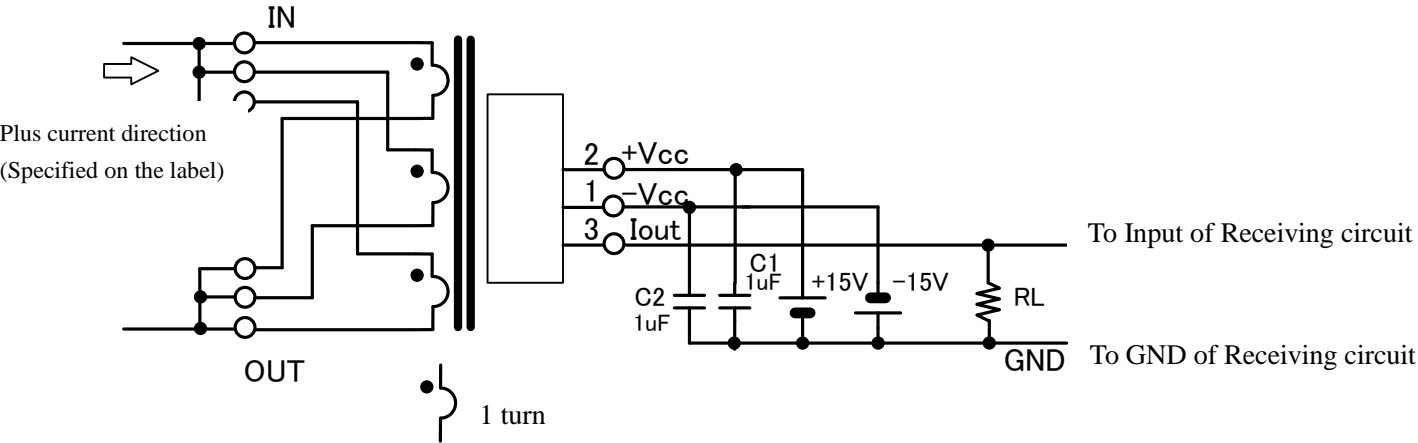 IN
Plus current direction
(Specified on the label)
2 +Vcc
1 -Vcc
3 Iout
To Input of Receiving circuit
C1
1uF
+15V
-15V
C2
1uF
RL
GND
To GND of Receiving circuit
OUT
1 turn